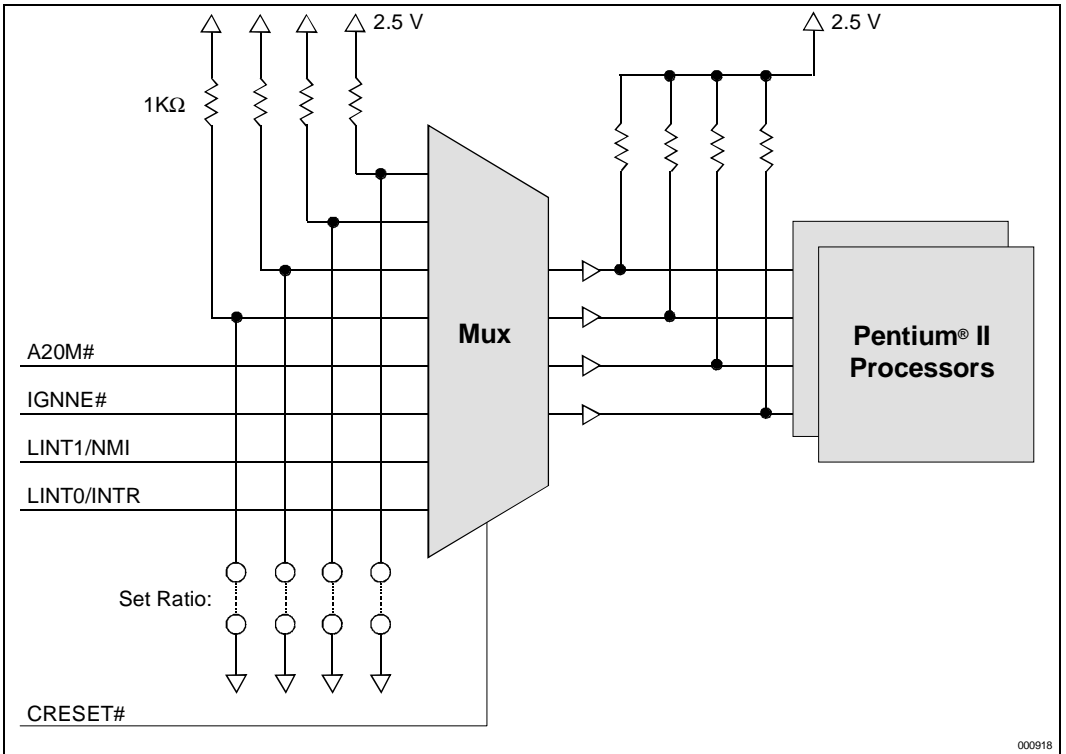 2.5 V
2.5 V
1KΩ
Mux
Pentium® II
Processors
A20M#
IGNNE#
LINT1/NMI
LINT0/INTR
Set Ratio:
CRESET#
000918